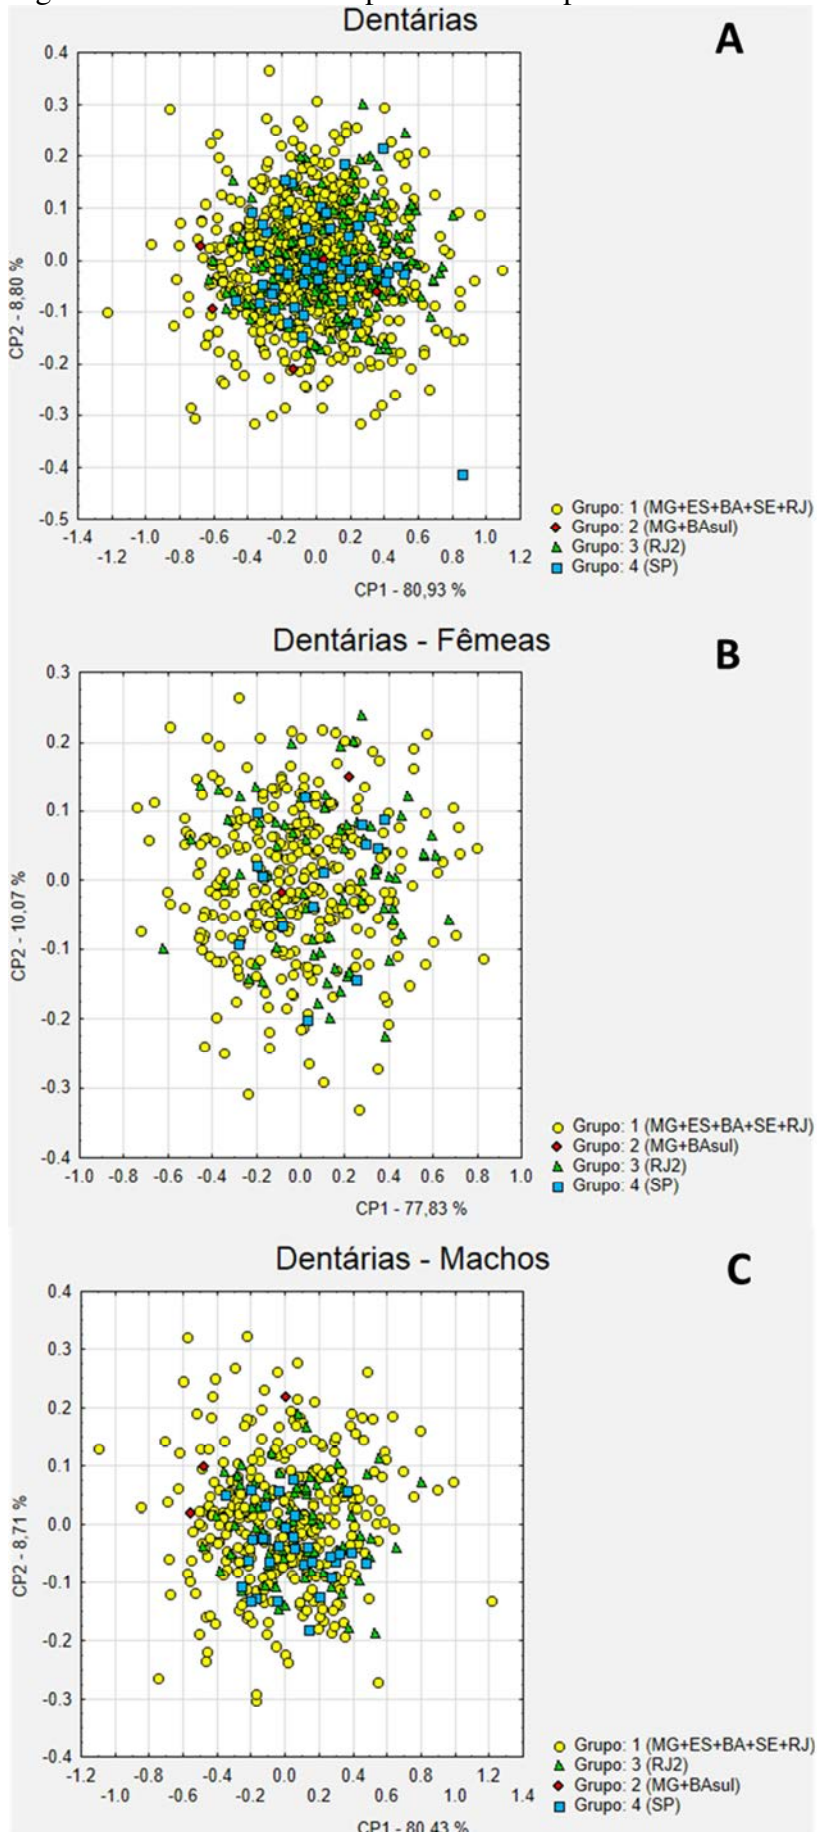 Dentárias
A
0.4
0.3
0.2
0.1
0.0
-0.1
-0.2
-0.3
-0.4
-0.5
CP2 - 8,80 %
-1.4 -1.0 -0.6 -0.2 0.2 0.6 1.0
-1.2 -0.8 -0.4 0.0 0.4 0.8 1.2
CP1 - 80,93 %
Grupo: 1 (MG+ES+BA+SE+RJ)
Grupo: 2 (MG+BAsul)
Grupo: 3 (RJ2)
Grupo: 4 (SP)
Dentárias - Fêmeas
B
0.3
0.2
0.1
0.0
-0.1
-0.2
-0.3
-0.4
CP2 - 10,07 %
-1.0 -0.8 -0.6 -0.4 -0.2 0.0 0.2 0.4 0.6 0.8 1.0
CP1 - 77,83 %
Grupo: 1 (MG+ES+BA+SE+RJ)
Grupo: 2 (MG+BAsul)
Grupo: 3 (RJ2)
Grupo: 4 (SP)
Dentárias - Machos
C
0.4
0.3
0.2
0.1
0.0
-0.1
-0.2
-0.3
-0.4
CP2 - 8,71 %
-1.2 -0.8 -0.4 0.0 0.4 0.8 1.2
-1.0 -0.6 -0.2 0.2 0.6 1.0 1.4
CP1 - 80,43 %
Grupo: 1 (MG+ES+BA+SE+RJ)
Grupo: 3 (RJ2)
Grupo: 2 (MG+BAsul)
Grupo: 4 (SP)